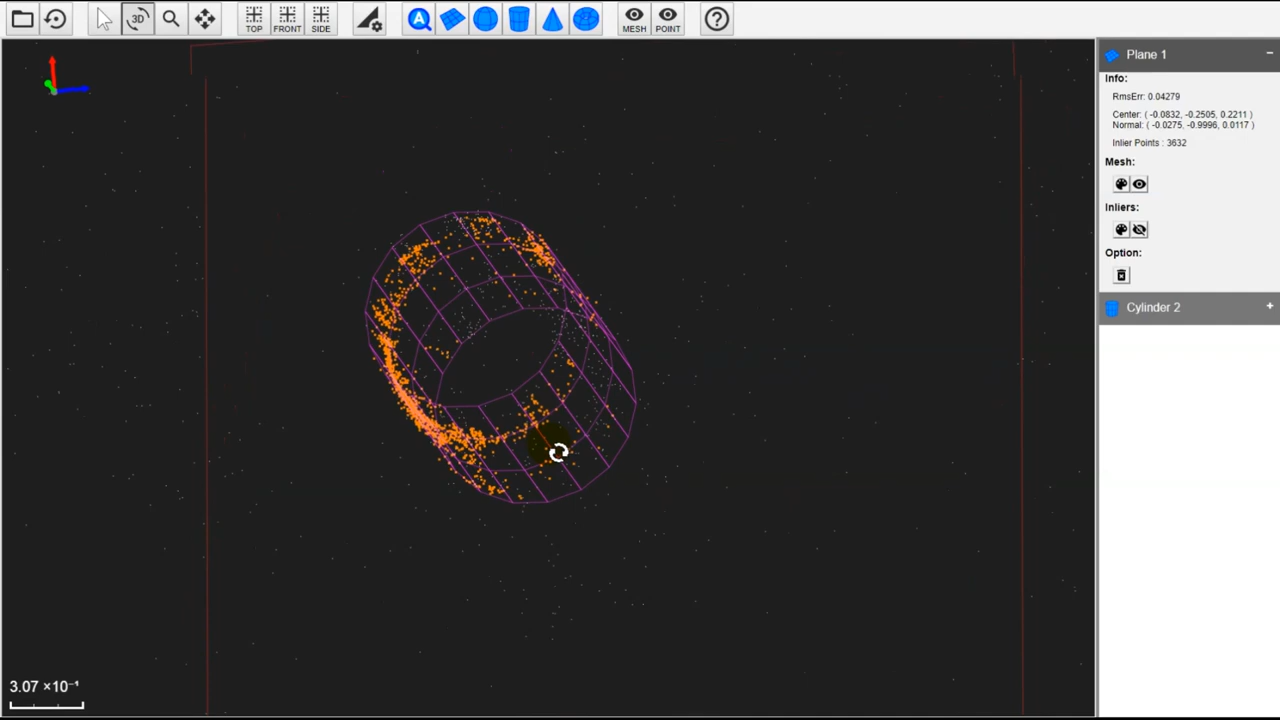 3D
TOP
FRONT
SIDE
A
MESH
POINT
?
Plane 1
Info:
RmsErr: 0.04279
Center: ( -0.0832, -0.2505, 0.2211 )
Normal: ( -0.0275, -0.9996, 0.0117 )
Inlier Points : 3632
Mesh:
Inliers:
Option:
Cylinder 2
3.07 ×10⁻¹